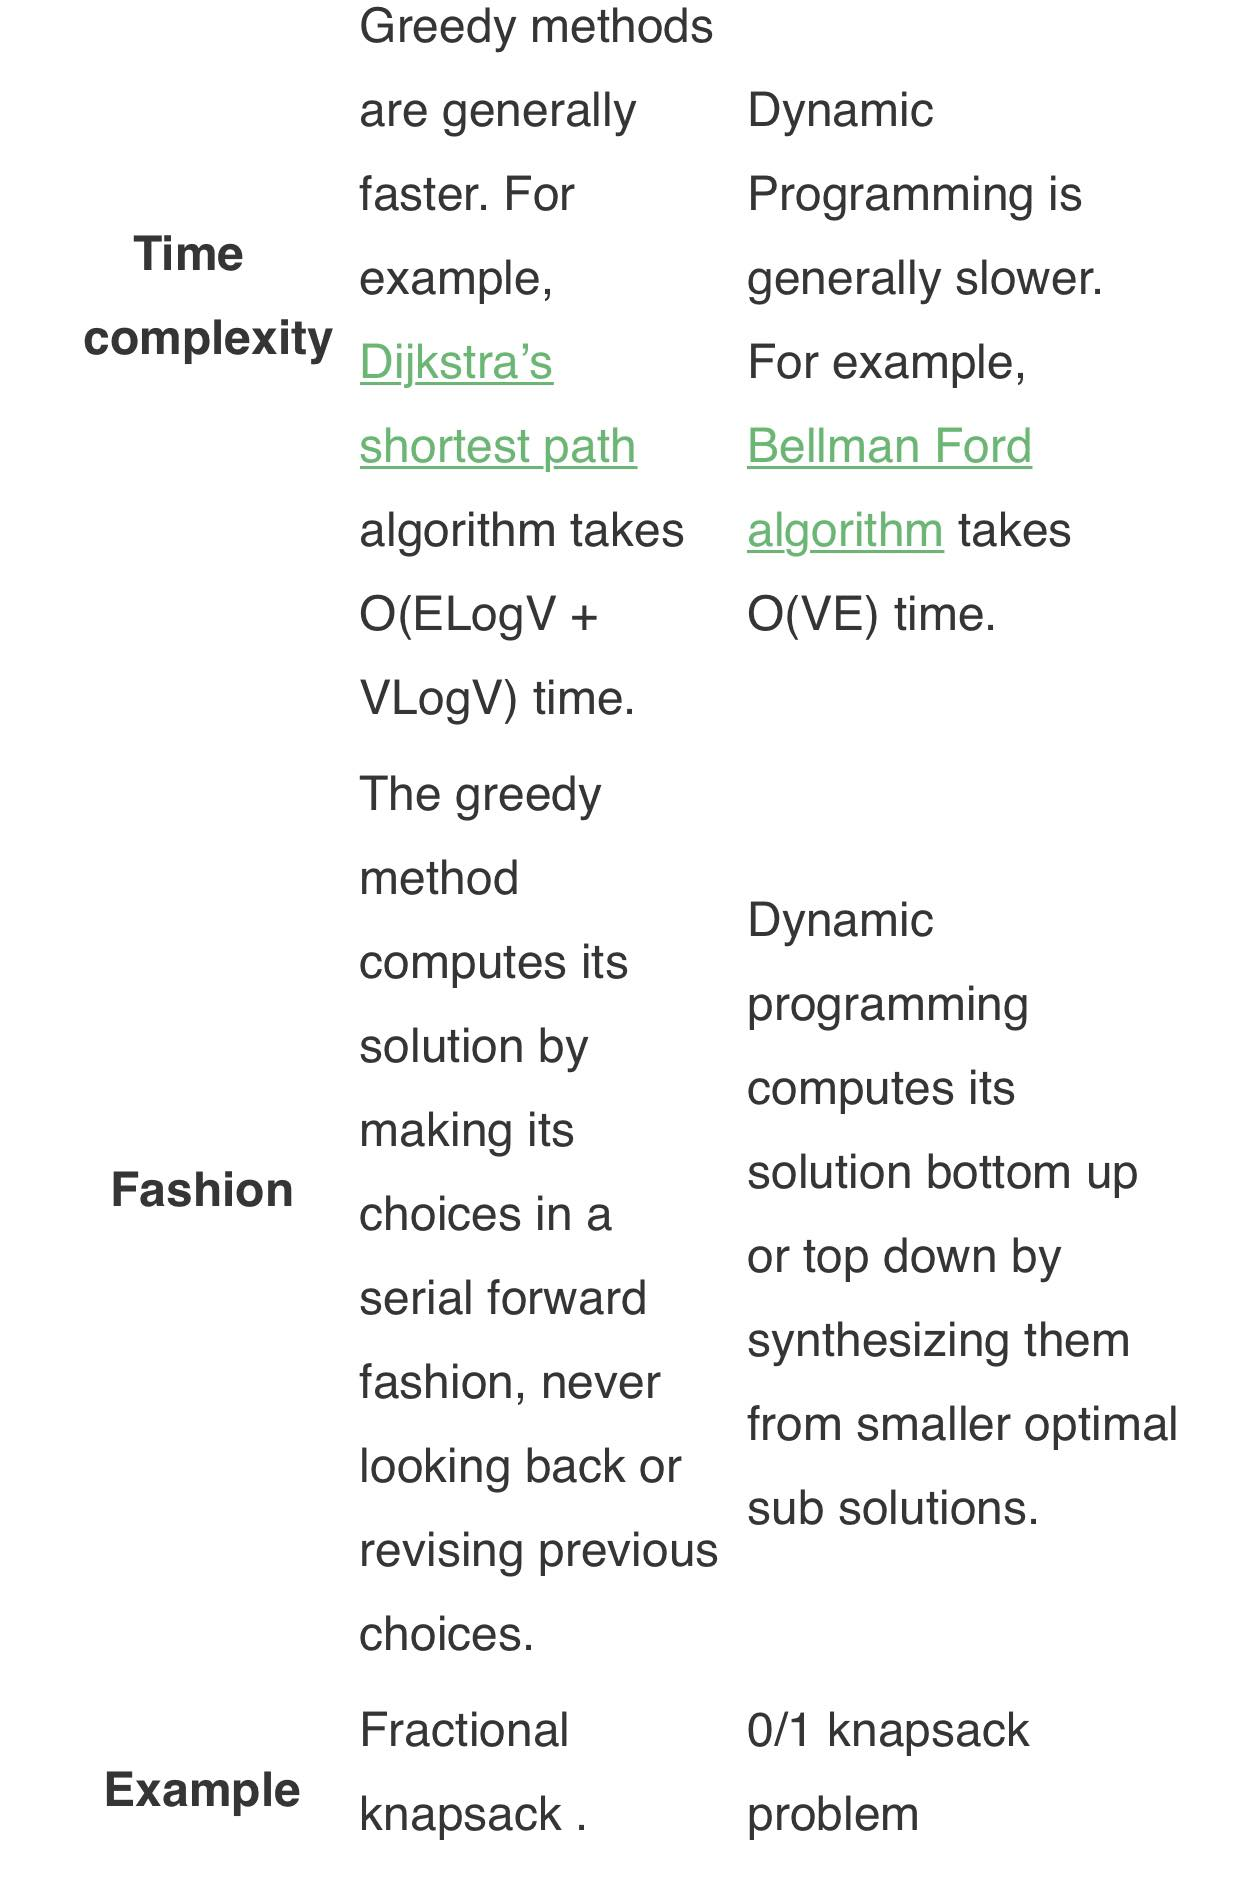 Greedy methods
are generally
faster. For
example,
Dijkstra’s
shortest path
algorithm takes
O(ELogV +
VLogV) time.
Dynamic
Programming is
generally slower.
For example,
Bellman Ford
algorithm takes
O(VE) time.
Time
complexity
The greedy
method
computes its
solution by
making its
choices in a
serial forward
fashion, never
looking back or
revising previous
choices.
Dynamic
programming
computes its
solution bottom up
or top down by
synthesizing them
from smaller optimal
sub solutions.
Fashion
Fractional
knapsack .
0/1 knapsack
problem
Example